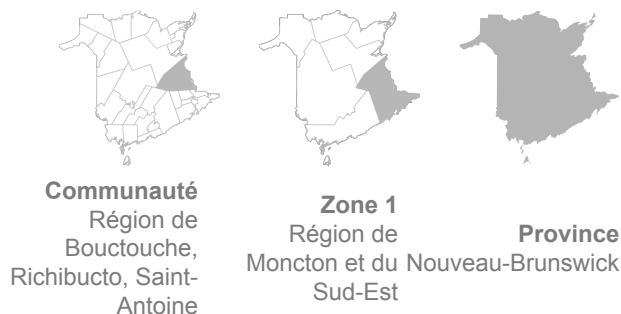 Communauté
Région de
Bouctouche,
Richibucto, Saint-
Antoine
Zone 1
Région de
Moncton et du
Sud-Est
Province
Nouveau-Brunswick